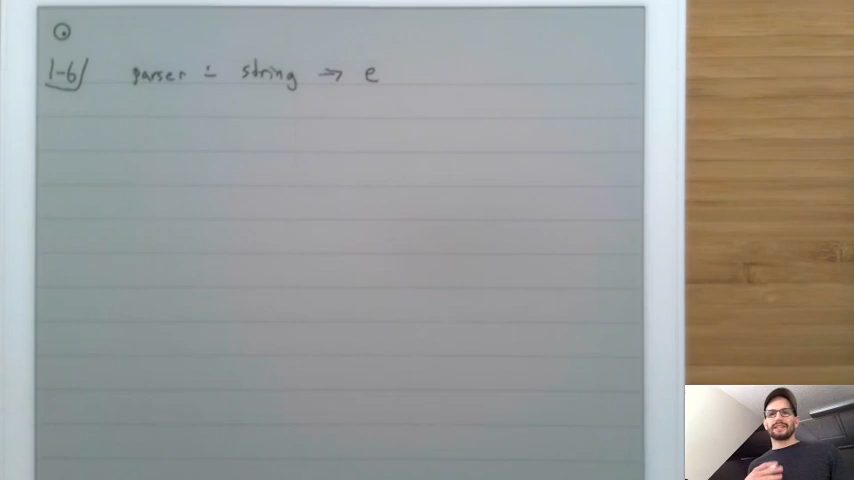 1-6/ parser : string → e